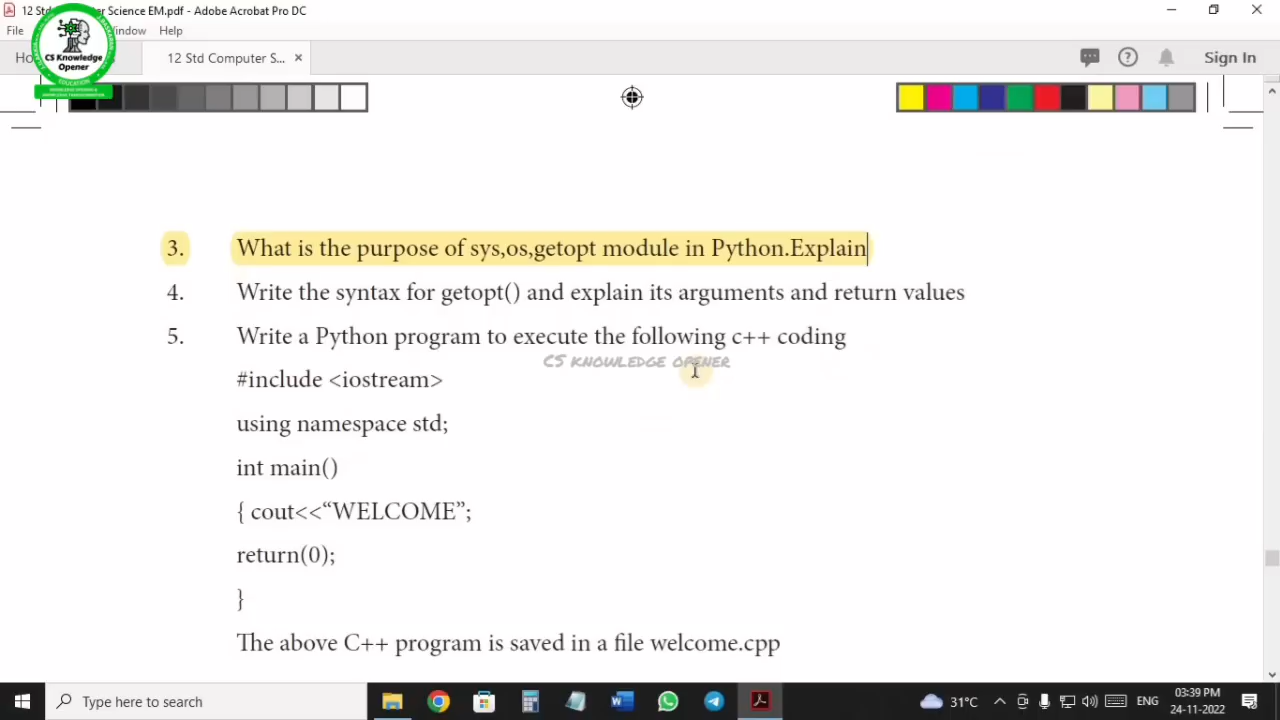 12 Std Computer Science EM.pdf - Adobe Acrobat Pro DC
File Window Help
12 Std Computer S... × Sign In
CS Knowledge
Opener
EDUCATION
3. What is the purpose of sys,os,getopt module in Python.Explain
4. Write the syntax for getopt() and explain its arguments and return values
5. Write a Python program to execute the following c++ coding
CS KNOWLEDGE OPENER
#include <iostream>
using namespace std;
int main()
{ cout<<“WELCOME”;
return(0);
}
The above C++ program is saved in a file welcome.cpp
Type here to search
31°C ENG 03:39 PM
24-11-2022